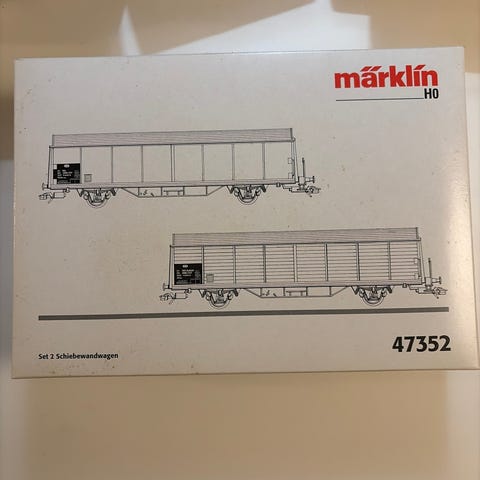 märklin
H0
47352
Set 2 Schiebewandwagen